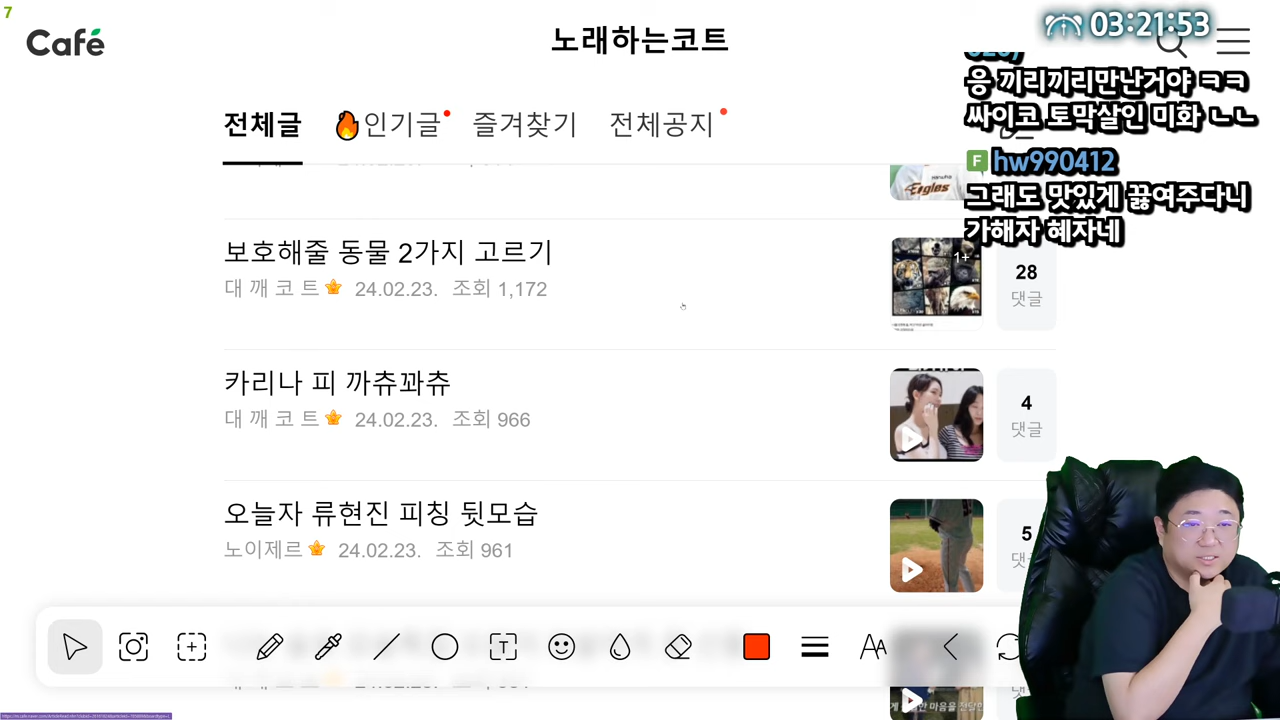 7
Café
노래하는코트
03:21:53
전체글
인기글
즐겨찾기
전체공지
응 끼리끼리만난거야 ㅋㅋ
싸이코 토막살인 미화 ㄴㄴ
F hw990412
그래도 맛있게 끓여주다니
가해자 혜자네
Eagles
보호해줄 동물 2가지 고르기
대 깨 코 트 24.02.23. 조회 1,172
1+
28
댓글
카리나 피 까츄꽈츄
대 깨 코 트 24.02.23. 조회 966
4
댓글
오늘자 류현진 피칭 뒷모습
노이제르 24.02.23. 조회 961
5
T
AA